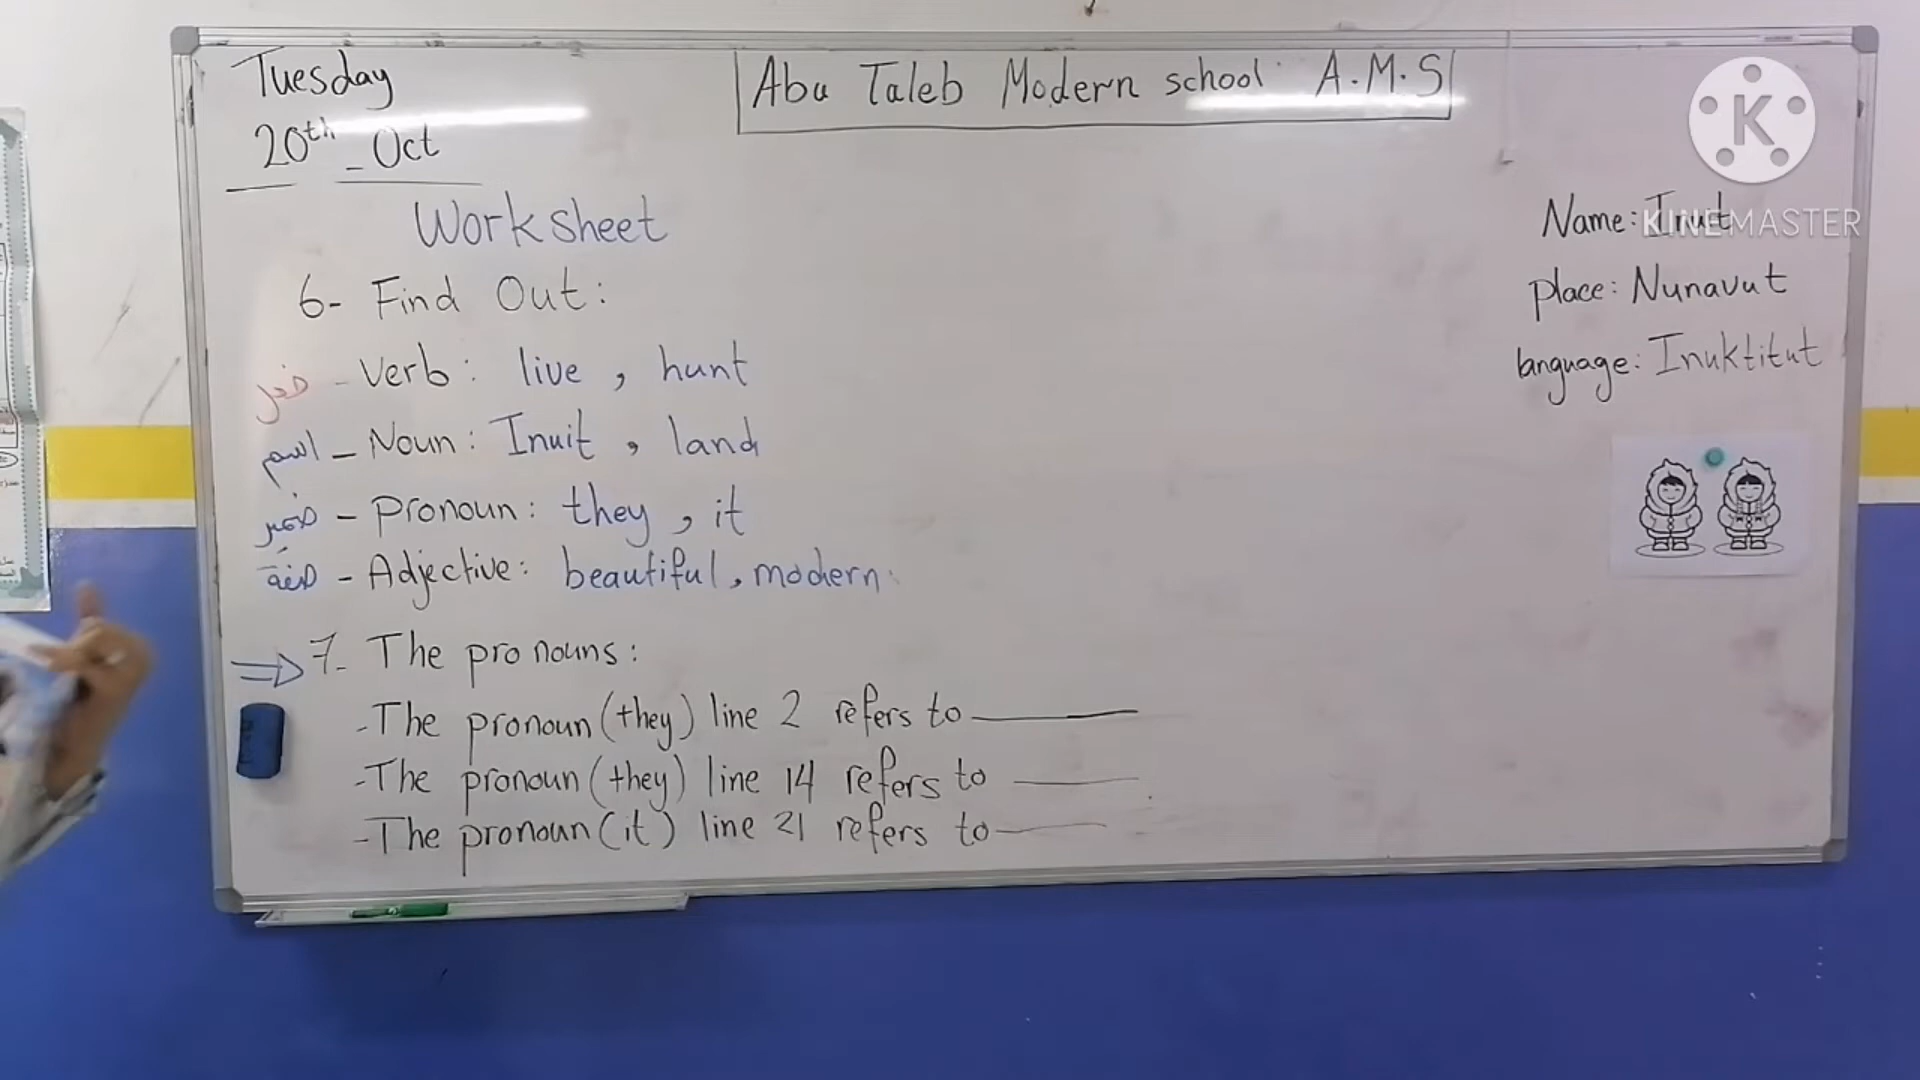 Tuesday
20th - Oct
Abu Taleb Modern school A.M.S
K
KINEMASTER
Name: Inuit
place: Nunavut
language: Inuktitut
Worksheet
6- Find Out:
فعل - Verb: live , hunt
اسم - Noun: Inuit , land
ضمير - Pronoun: they , it
صفة - Adjective: beautiful, modern
7- The pronouns:
-The pronoun (they) line 2 refers to
-The pronoun (they) line 14 refers to
-The pronoun (it) line 21 refers to